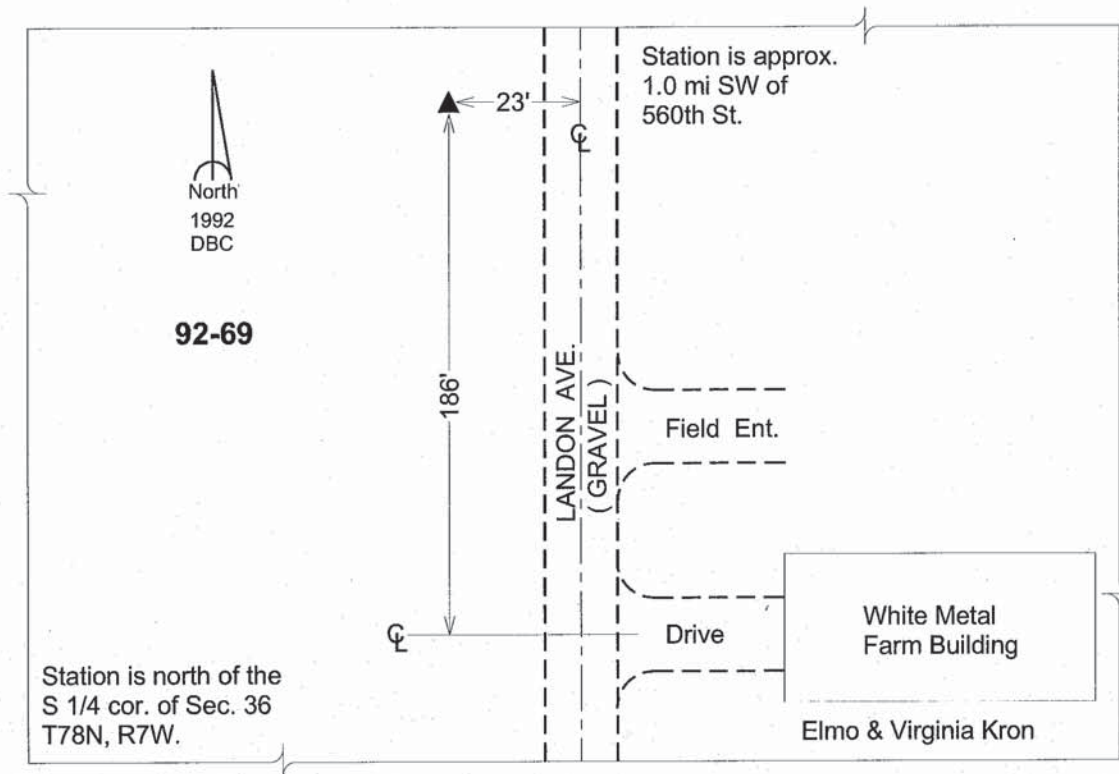 Station is approx.
1.0 mi SW of
560th St.
23'
℄
North
1992
DBC
92-69
186'
LANDON AVE.
( GRAVEL )
Field Ent.
℄
Drive
White Metal
Farm Building
Station is north of the
S 1/4 cor. of Sec. 36
T78N, R7W.
Elmo & Virginia Kron